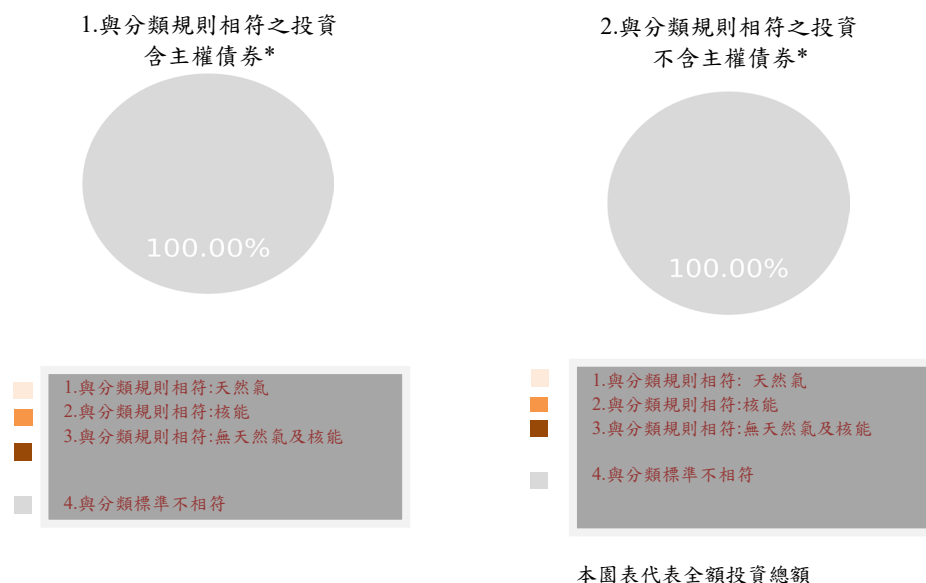 1.與分類規則相符之投資
含主權債券*
100.00%
1.與分類規則相符:天然氣
2.與分類規則相符:核能
3.與分類規則相符:無天然氣及核能
4.與分類標準不相符
2.與分類規則相符之投資
不含主權債券*
100.00%
1.與分類規則相符: 天然氣
2.與分類規則相符:核能
3.與分類規則相符:無天然氣及核能
4.與分類標準不相符
本圖表代表全額投資總額